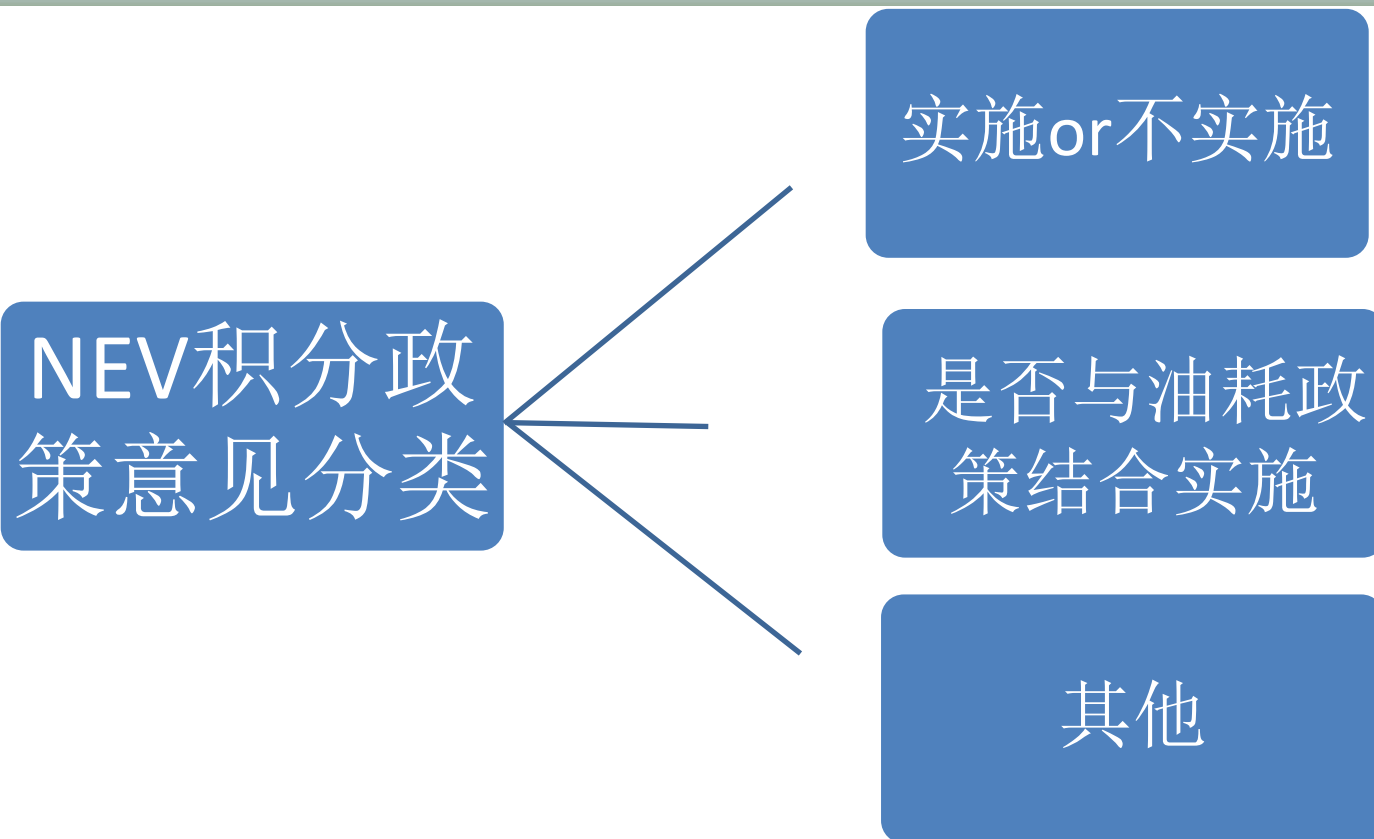 NEV积分政
策意见分类
实施or不实施
是否与油耗政
策结合实施
其他